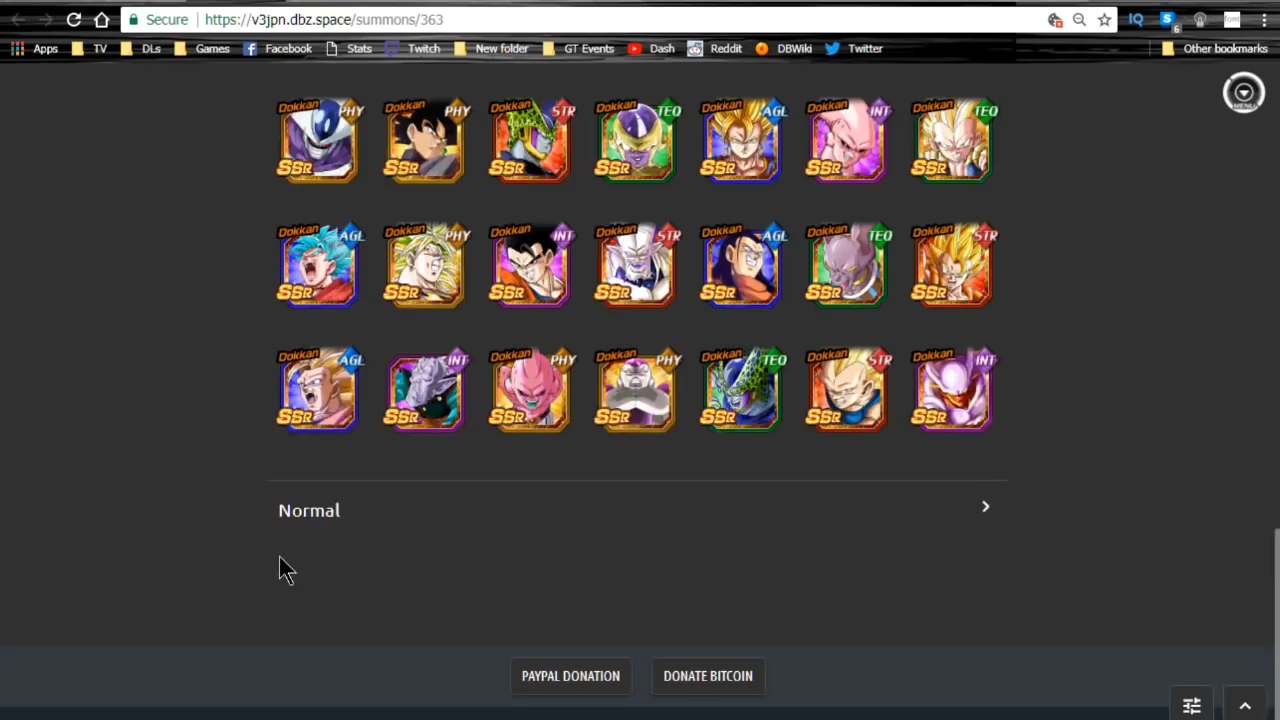 Secure https://v3jpn.dbz.space/summons/363 IQ S 6 font
Apps TV DLs Games Facebook Stats Twitch New folder GT Events Dash Reddit DBWiki Twitter Other bookmarks
MENU
Dokkan PHY Dokkan PHY Dokkan STR Dokkan TEQ Dokkan AGL Dokkan INT Dokkan TEQ
SSR SSR SSR SSR SSR SSR SSR
Dokkan AGL Dokkan PHY Dokkan INT Dokkan STR Dokkan AGL Dokkan TEQ Dokkan STR
SSR SSR SSR SSR SSR SSR SSR
Dokkan AGL INT Dokkan PHY Dokkan PHY Dokkan TEQ Dokkan STR Dokkan INT
SSR SSR SSR SSR SSR SSR SSR
Normal
PAYPAL DONATION DONATE BITCOIN